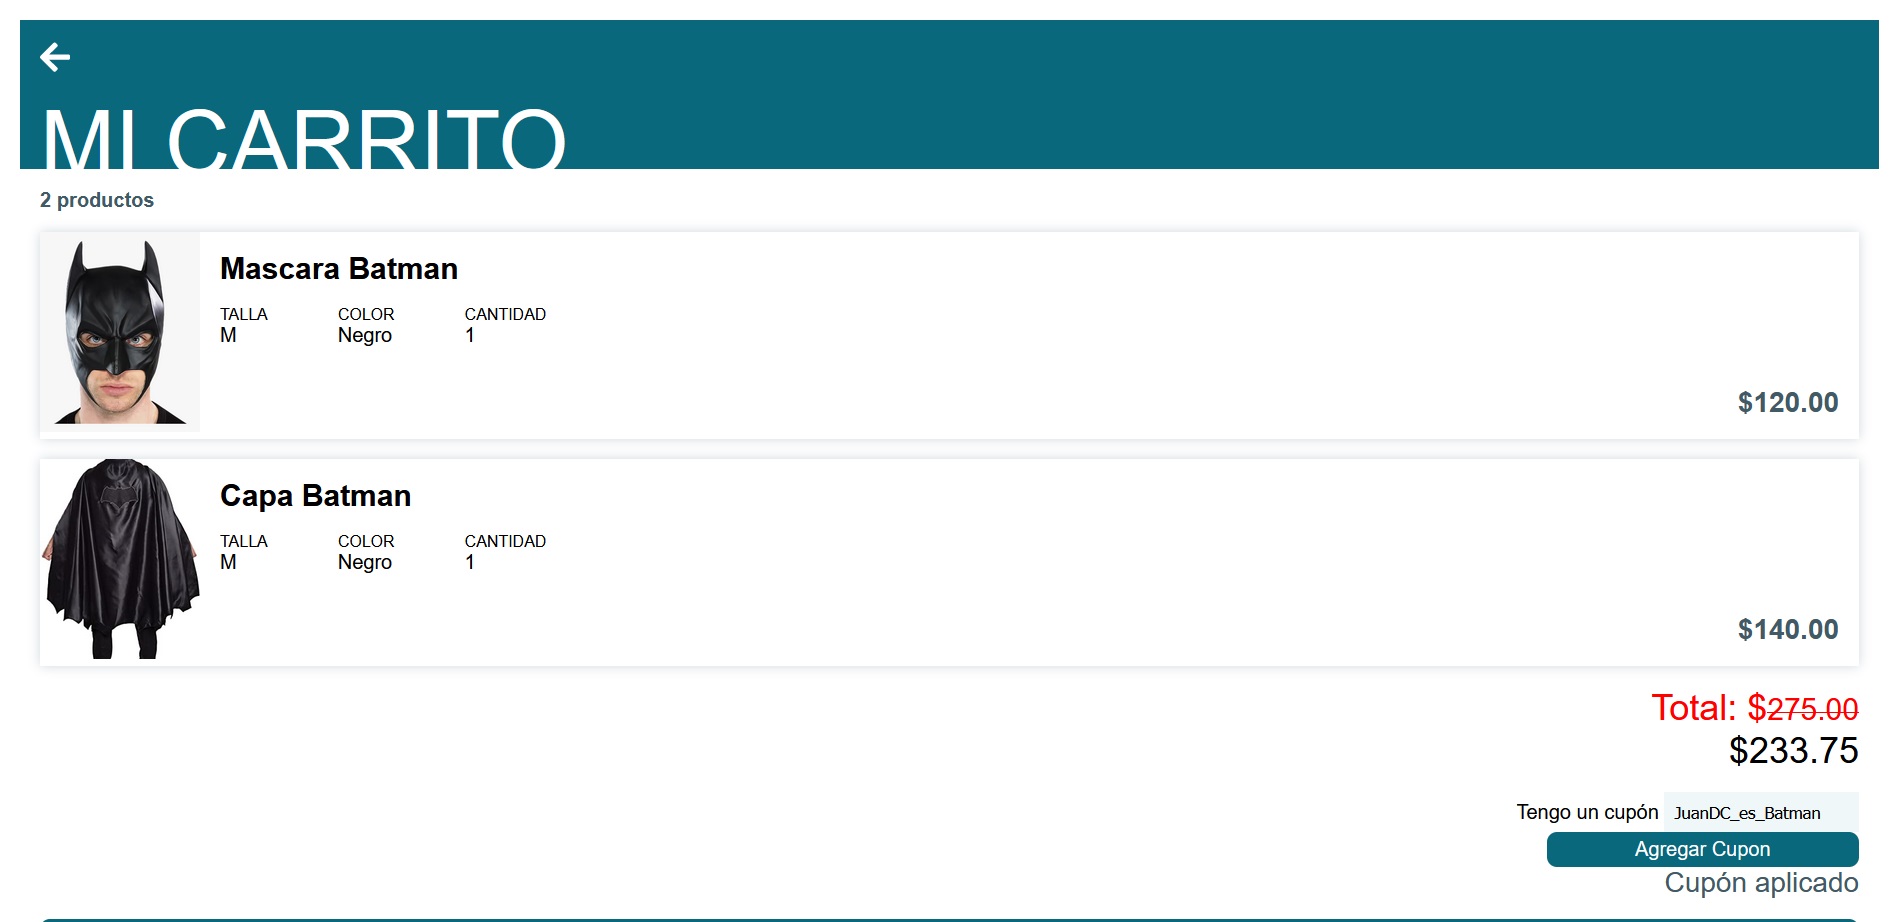 MI CARRITO
2 productos
Mascara Batman
TALLA COLOR CANTIDAD
M Negro 1
$120.00
Capa Batman
TALLA COLOR CANTIDAD
M Negro 1
$140.00
Total: $275.00
$233.75
Tengo un cupón JuanDC_es_Batman
Agregar Cupon
Cupón aplicado